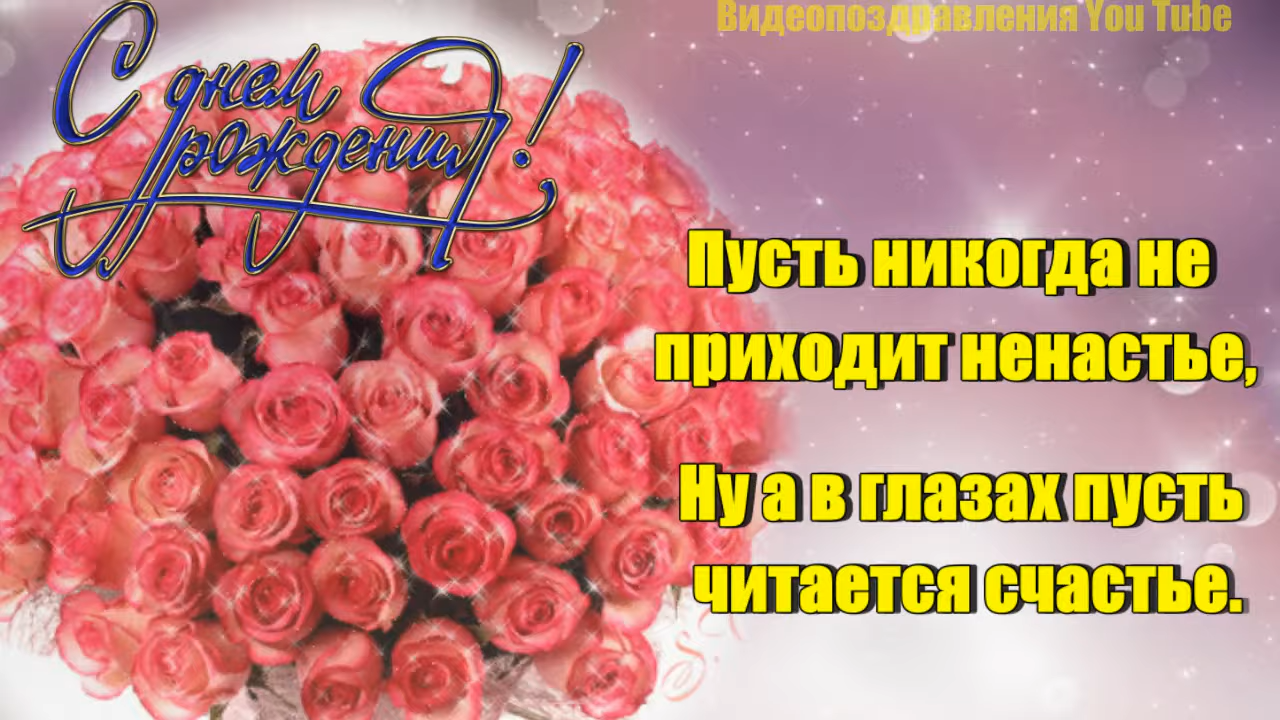 Видеопоздравления You Tube
С днем
рождения!
Пусть никогда не
приходит ненастье,
Ну а в глазах пусть
читается счастье.